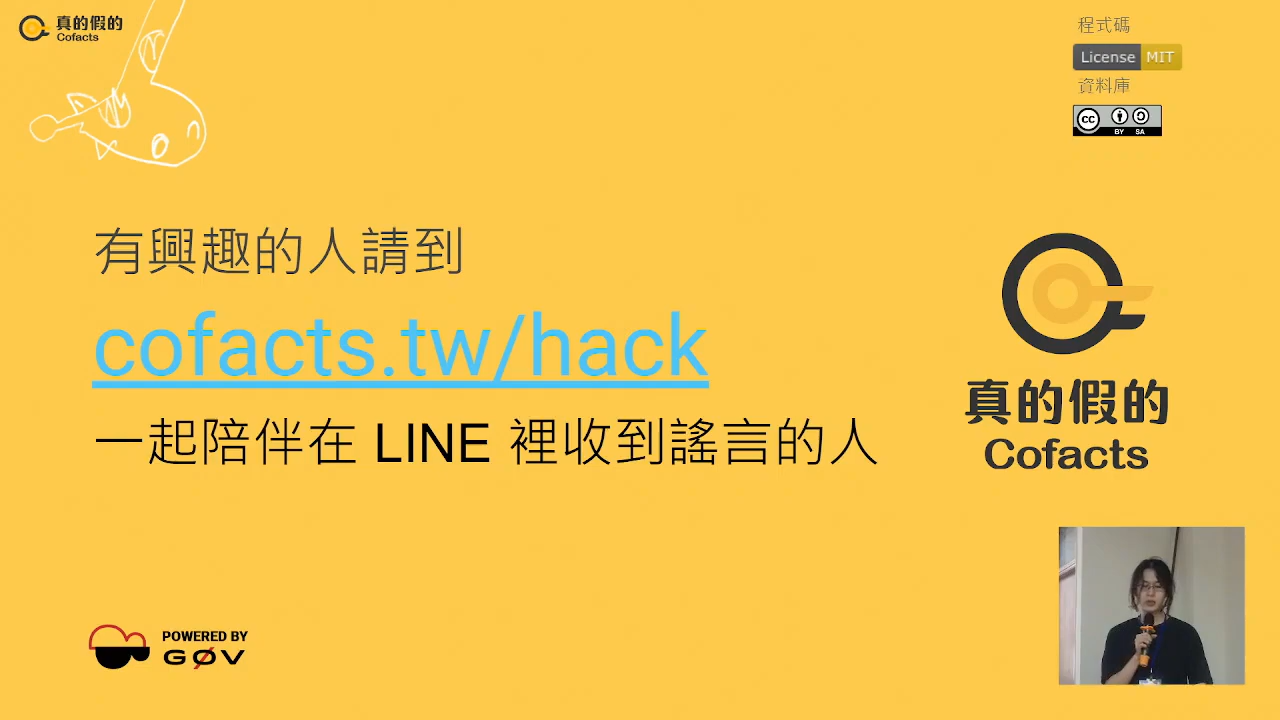 真的假的
Cofacts
程式碼
License MIT
資料庫
cc BY SA
有興趣的人請到
cofacts.tw/hack
一起陪伴在 LINE 裡收到謠言的人
真的假的
Cofacts
POWERED BY
GØV